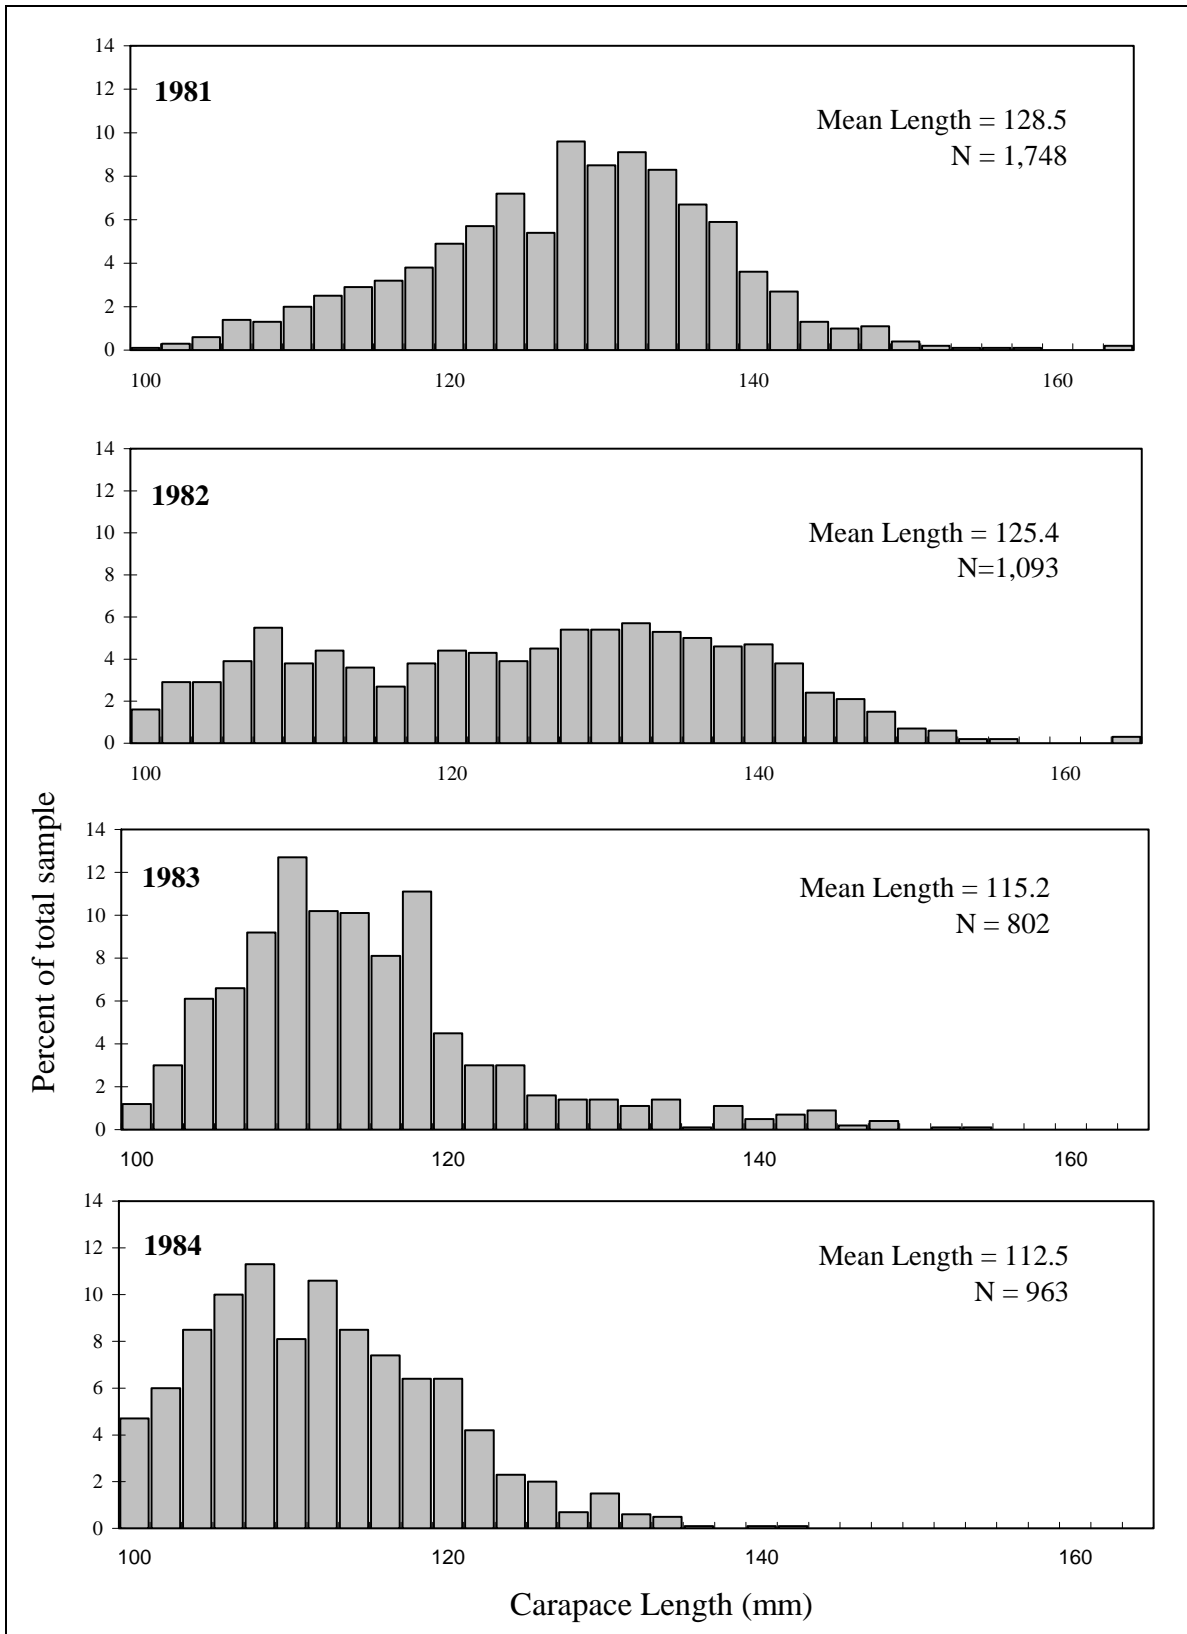 14
12
10
8
6
4
2
0
1981
Mean Length = 128.5
N = 1,748
100 120 140 160
14
12
10
8
6
4
2
0
1982
Mean Length = 125.4
N=1,093
100 120 140 160
Percent of total sample
14
12
10
8
6
4
2
0
1983
Mean Length = 115.2
N = 802
100 120 140 160
14
12
10
8
6
4
2
0
1984
Mean Length = 112.5
N = 963
100 120 140 160
Carapace Length (mm)